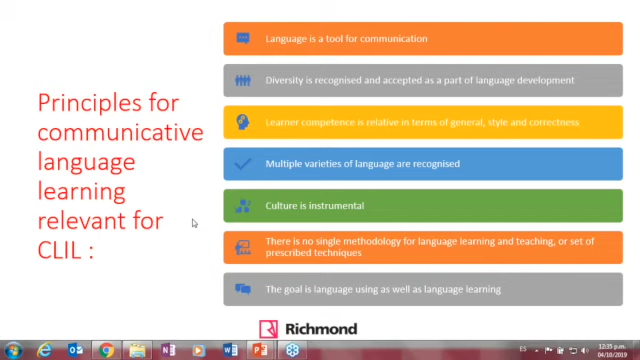 Principles for
communicative
language
learning
relevant for
CLIL :
Language is a tool for communication
Diversity is recognised and accepted as a part of language development
Learner competence is relative in terms of general, style and correctness
Multiple varieties of language are recognised
Culture is instrumental
There is no single methodology for language learning and teaching, or set of
prescribed techniques
The goal is language using as well as language learning
Richmond
ES
12:35 p.m.
04/10/2019